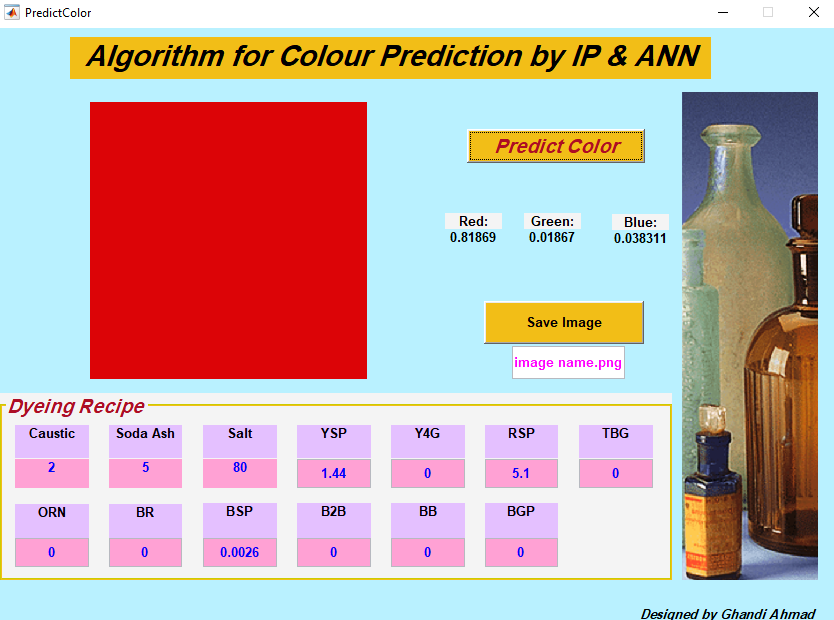 PredictColor
Algorithm for Colour Prediction by IP & ANN
Predict Color
Red: Green: Blue:
0.81869 0.01867 0.038311
Save Image
image name.png
Dyeing Recipe
Caustic Soda Ash Salt YSP Y4G RSP TBG
2 5 80 1.44 0 5.1 0
ORN BR BSP B2B BB BGP
0 0 0.0026 0 0 0
Designed by Ghandi Ahmad